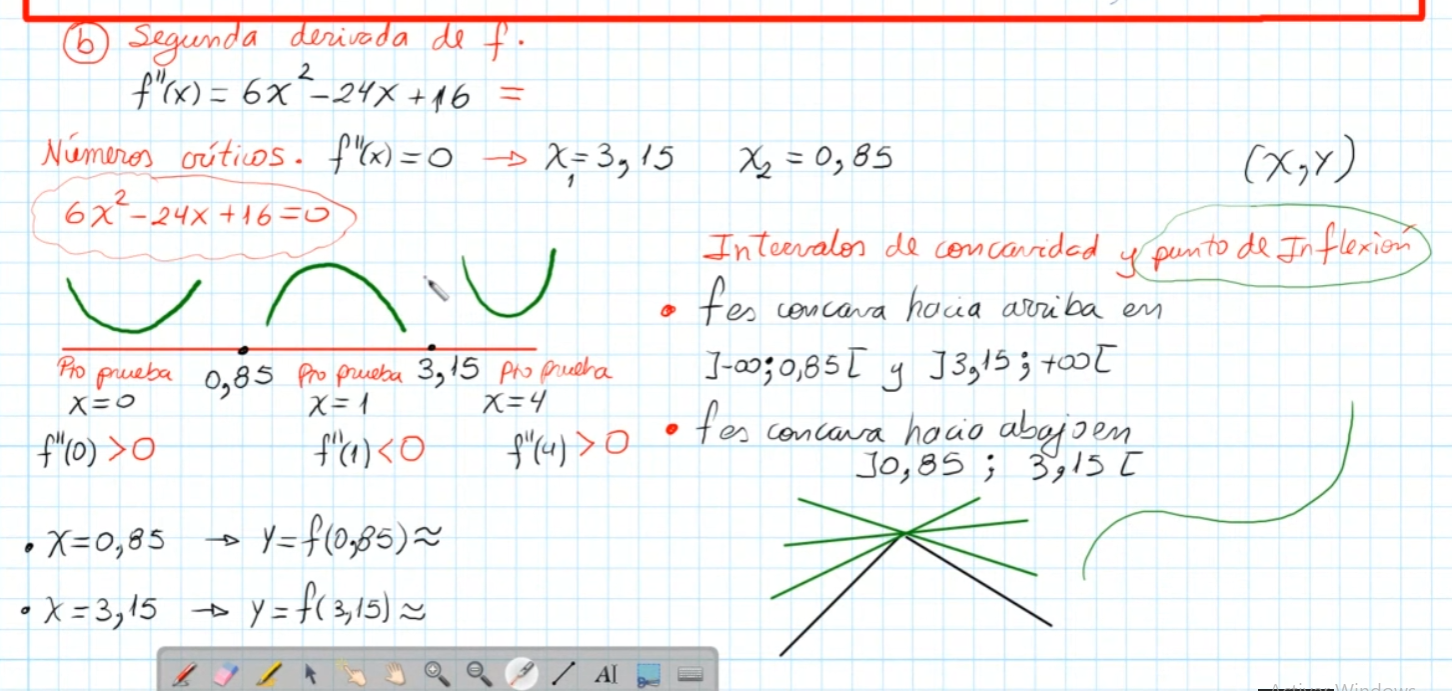 b Segunda derivada de f.
f''(x) = 6x² - 24x + 16 =
Números críticos. f''(x) = 0 → x₁ = 3,15 x₂ = 0,85
(x,y)
6x² - 24x + 16 = 0
Intervalos de concavidad y punto de Inflexión
• f es concava hacia arriba en
]-∞; 0,85[ y ]3,15; +∞[
• f es concava hacia abajo en
]0,85 ; 3,15[
Pto prueba 0,85 Pto prueba 3,15 Pto prueba
x=0 x=1 x=4
f''(0) > 0 f''(1) < 0 f''(4) > 0
• x=0,85 → y=f(0,85) ≈
• x=3,15 → y=f(3,15) ≈
AI
Windows